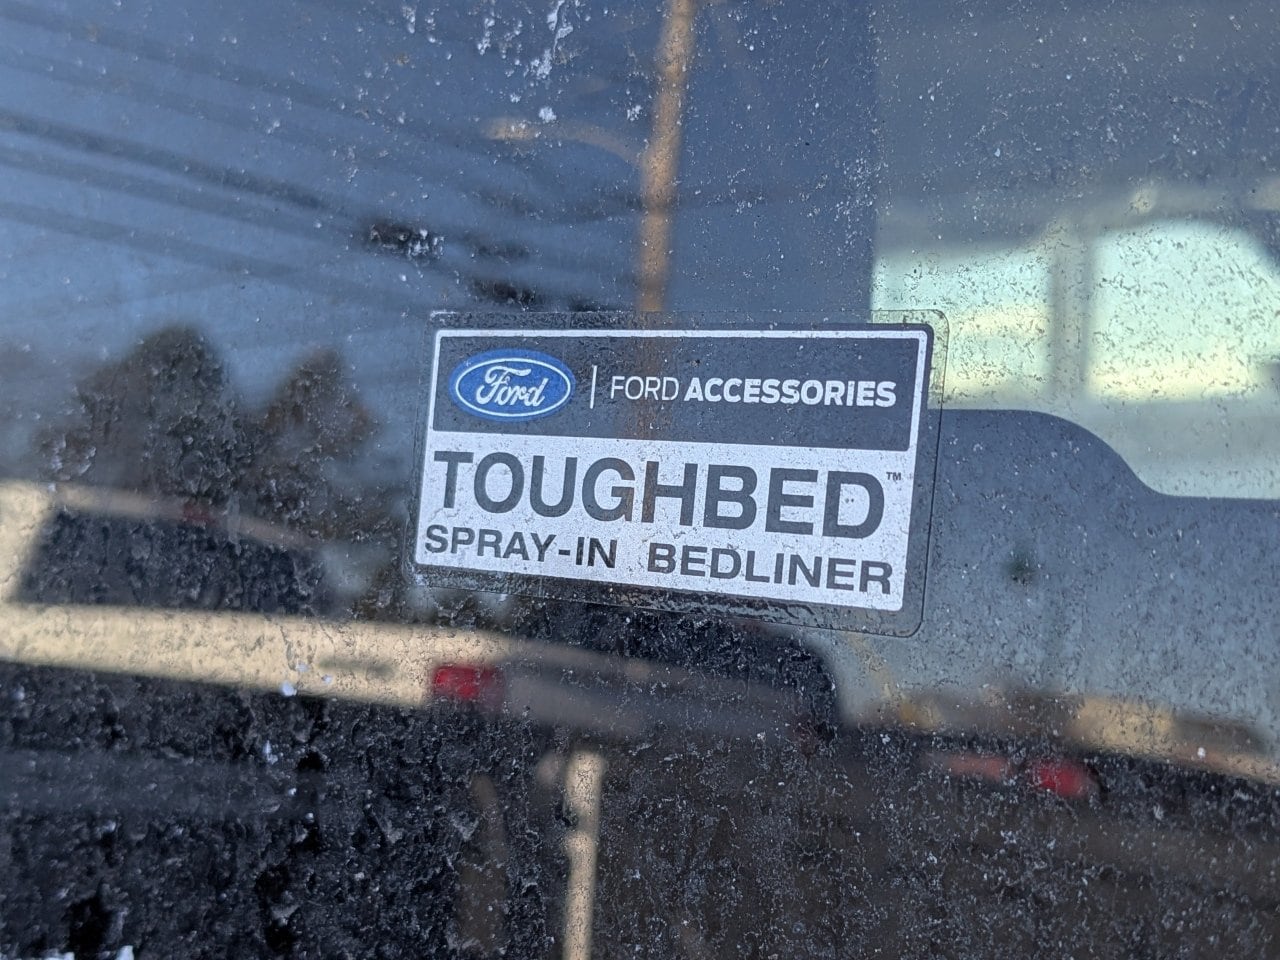 Ford | FORD ACCESSORIES
TOUGHBED™
SPRAY-IN BEDLINER